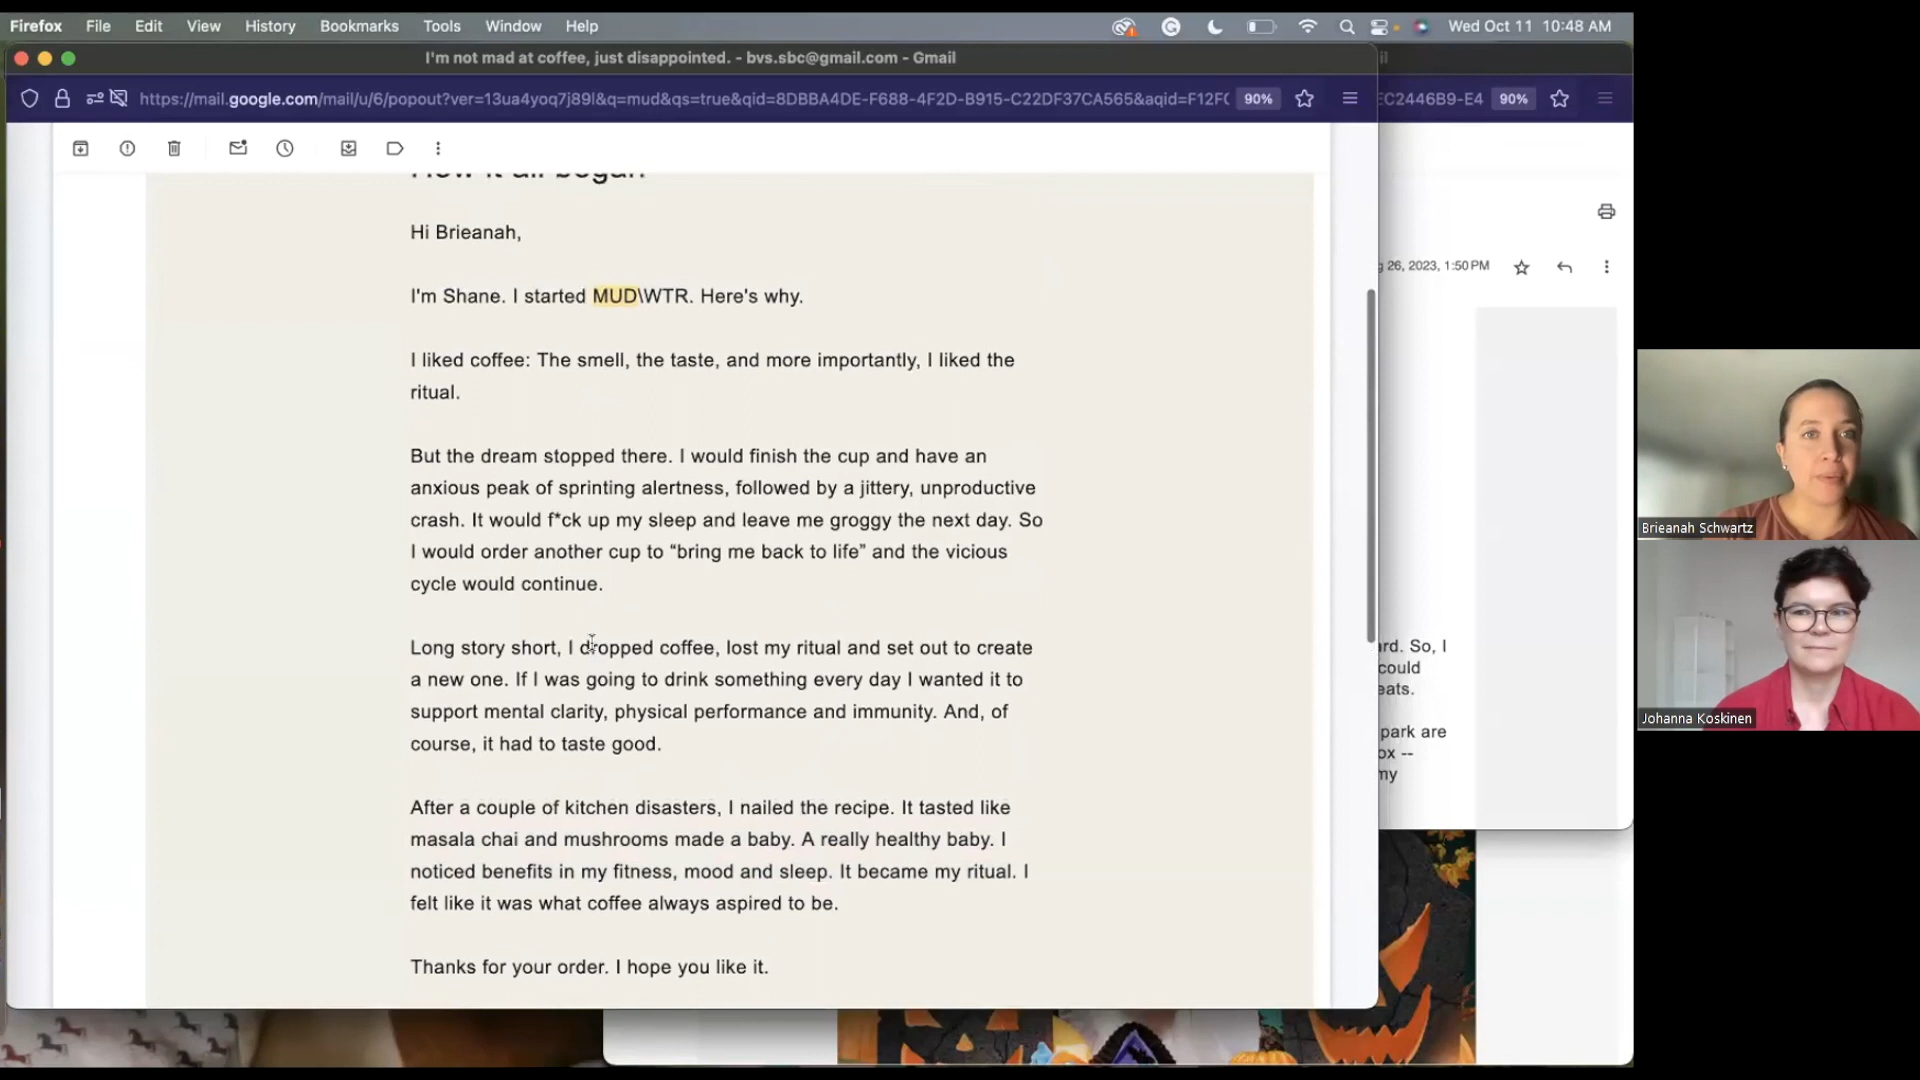 Firefox File Edit View History Bookmarks Tools Window Help Wed Oct 11 10:48 AM
I'm not mad at coffee, just disappointed. - bvs.sbc@gmail.com - Gmail
il
https://mail.google.com/mail/u/6/popout?ver=13ua4yoq7j89l&q=mud&qs=true&qid=8DBBA4DE-F688-4F2D-B915-C22DF37CA565&aqid=F12F 90%
EC2446B9-E4 90%
How it all began
Hi Brieanah,
26, 2023, 1:50 PM
I'm Shane. I started MUD\WTR. Here's why.
I liked coffee: The smell, the taste, and more importantly, I liked the
ritual.
But the dream stopped there. I would finish the cup and have an
anxious peak of sprinting alertness, followed by a jittery, unproductive
crash. It would f*ck up my sleep and leave me groggy the next day. So
I would order another cup to “bring me back to life” and the vicious
cycle would continue.
Long story short, I dropped coffee, lost my ritual and set out to create
a new one. If I was going to drink something every day I wanted it to
support mental clarity, physical performance and immunity. And, of
course, it had to taste good.
After a couple of kitchen disasters, I nailed the recipe. It tasted like
masala chai and mushrooms made a baby. A really healthy baby. I
noticed benefits in my fitness, mood and sleep. It became my ritual. I
felt like it was what coffee always aspired to be.
Thanks for your order. I hope you like it.
ard. So, I
could
eats.
park are
ox --
my
Brieanah Schwartz
Johanna Koskinen